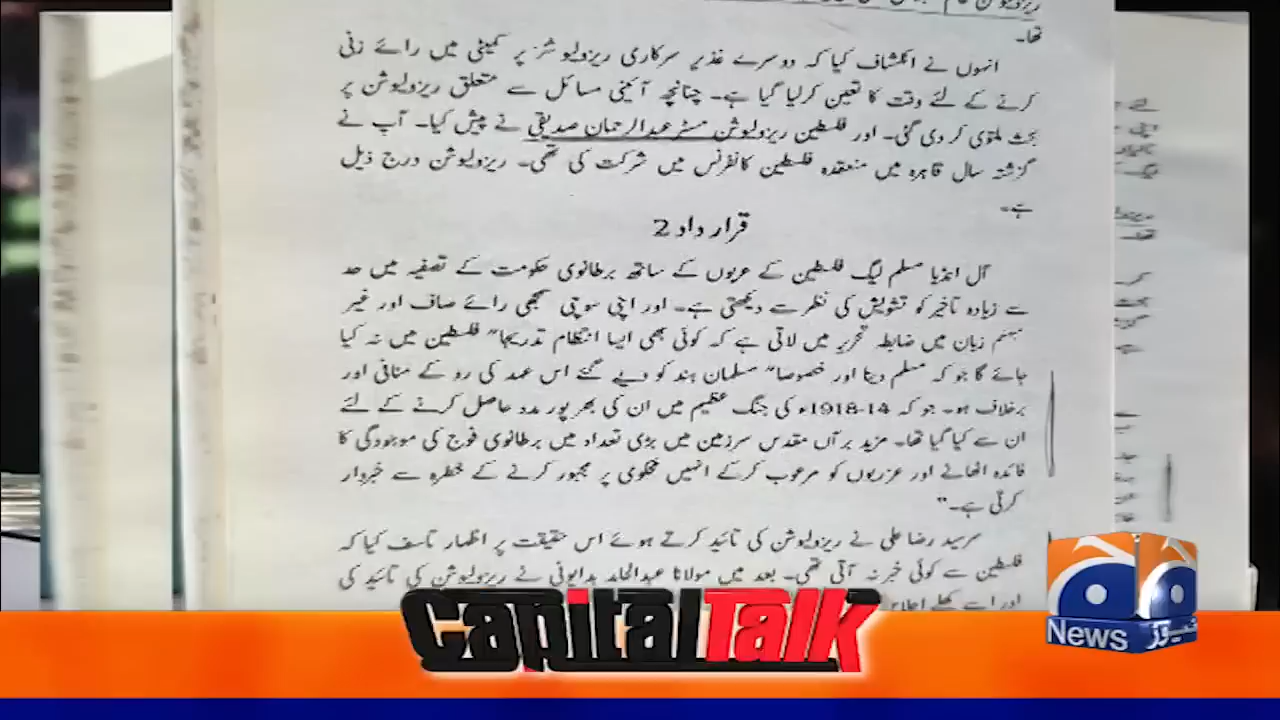 تھا۔
انہوں نے انکشاف کیا کہ دوسرے غذیر سرکاری ریزولیوشنز پر کمیٹی میں رائے زنی
کرنے کے لئے وقت کا تعین کرلیا گیا ہے۔ چنانچہ آئینی مسائل سے متعلق ریزولوشن پر
بحث ملتوی کر دی گئی۔ اور فلسطین ریزولیوشن مسٹر عبدالرحمان صدیقی نے پیش کیا۔ آپ نے
گزشتہ سال قاہرہ میں منعقدہ فلسطین کانفرنس میں شرکت کی تھی۔ ریزولوشن درج ذیل
ہے۔
قرار داد 2
آل انڈیا مسلم لیگ فلسطین کے عربوں کے ساتھ برطانوی حکومت کے تصفیہ میں حد
سے زیادہ تاخیر کو تشویش کی نظر سے دیکھتی ہے۔ اور اپنی سوچی سمجھی رائے صاف اور غیر
مبہم زبان میں ضابطہ تحریر میں لاتی ہے کہ کوئی بھی ایسا انتظام تدریجا" فلسطین میں نہ کیا
جائے گا جو کہ مسلم دنیا اور خصوصا" مسلمان ہند کو دیے گئے اس عہد کی رو کے منافی اور
برخلاف ہو۔ جو کہ 14-1918ء کی جنگ عظیم میں ان کی بھرپور مدد حاصل کرنے کے لئے
ان سے کیا گیا تھا۔ مزید برآں مقدس سرزمین میں بڑی تعداد میں برطانوی فوج کی موجودگی کا
فائدہ اٹھانے اور عزبوں کو مرعوب کرکے انہیں محکومی پر مجبور کرنے کے خطرہ سے خبردار
کرتی ہے۔"
سرسید رضا علی نے ریزولیوشن کی تائید کرتے ہوئے اس حقیقت پر اظہار تاسف کیا کہ
فلسطین سے کوئی خبر نہ آتی تھی۔ بعد میں مولانا عبدالحامد بدایونی نے ریزولیوشن کی تائید کی
Capital Talk
News نیوز